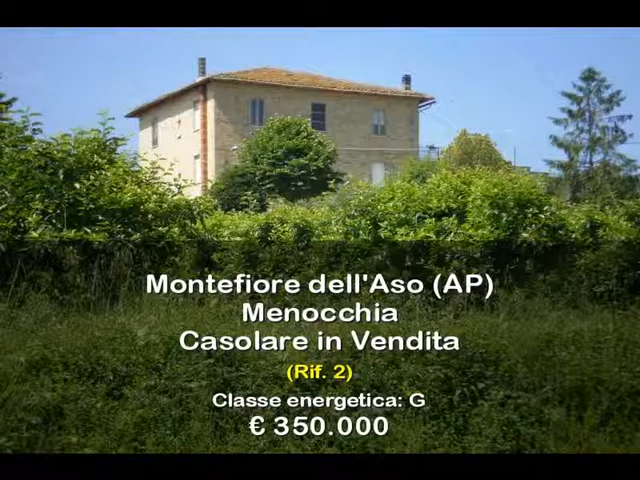 Montefiore dell'Aso (AP)
Menocchia
Casolare in Vendita
(Rif. 2)
Classe energetica: G
€ 350.000